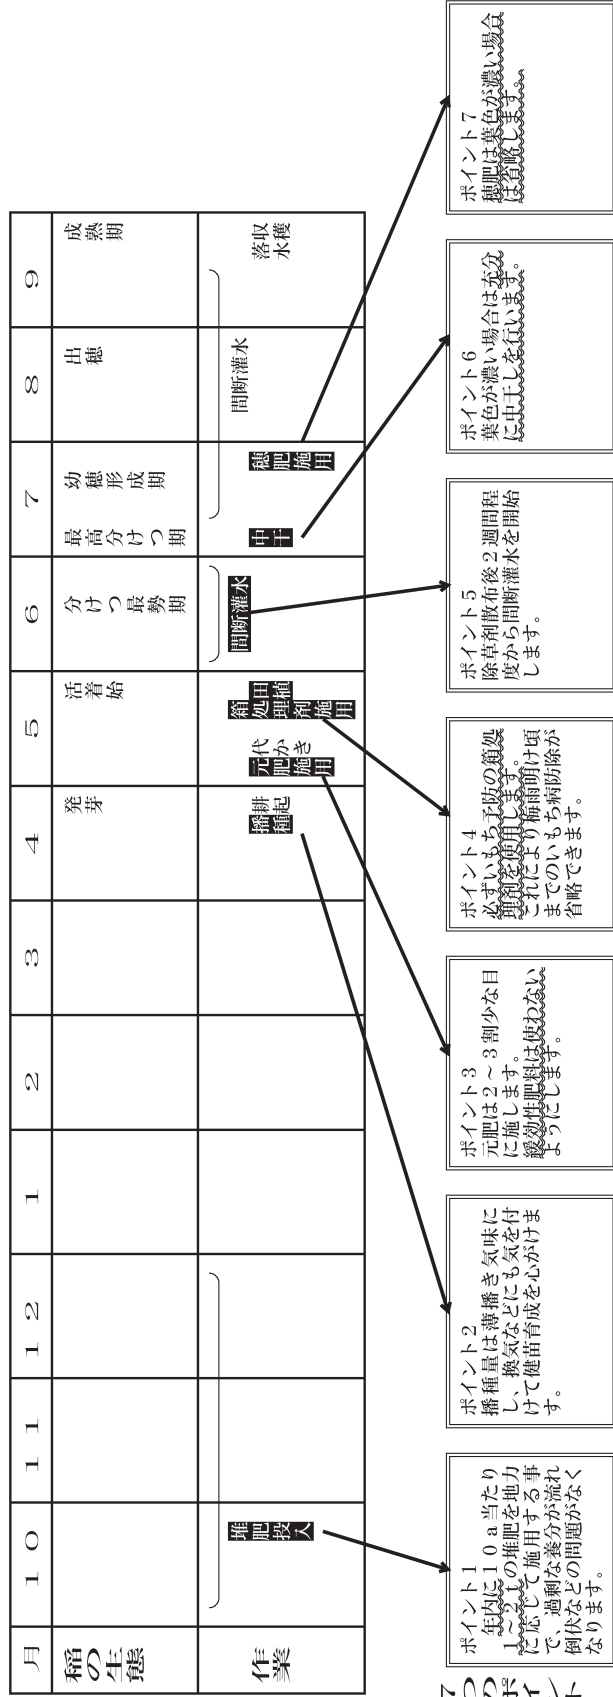 月
10
11
12
1
2
3
4
5
6
7
8
9
稲の生態
発芽
活着始
分けつ最勢期
最高分けつ期
幼穂形成期
出穂
成熟期
作業
堆肥投入
播種
耕起
元肥施用
代かき
箱処理剤施用
田植
間断灌水
中干
穂肥施用
間断灌水
落水
収穫
7つのポイント
ポイント1
年内に10a当たり
1～2tの堆肥を地力
に応じて施用する事
で、過剰な養分が流れ
倒伏などの問題がなく
なります。
ポイント2
播種量は薄播き気味に
し、換気などにも気を付
けて健苗育成を心がけま
す。
ポイント3
元肥は2～3割少な目
に施します。
緩効性肥料は使わない
ようにします。
ポイント4
必ずいもち予防の箱処
理剤を使用します。
これにより梅雨明け頃
までのいもち病防除が
省略できます。
ポイント5
除草剤散布後2週間程
度から間断灌水を開始
します。
ポイント6
葉色が濃い場合は充分
に中干しを行います。
ポイント7
穂肥は葉色が濃い場合
は省略します。